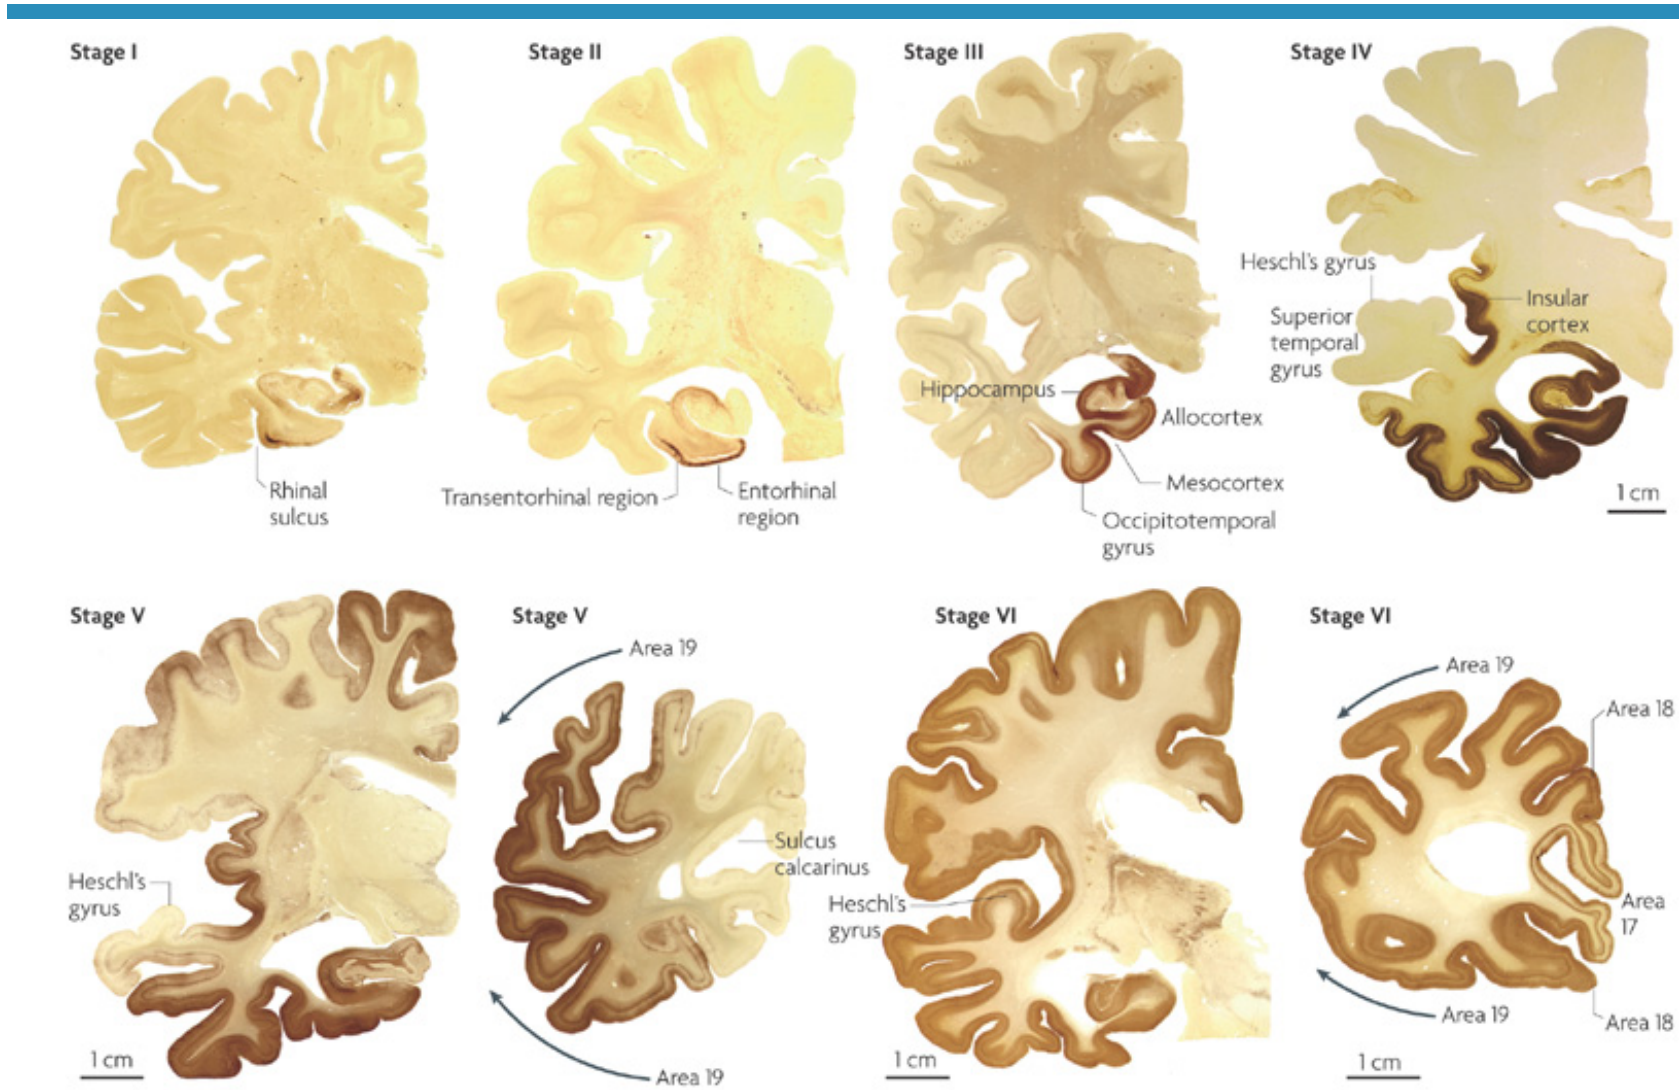 Stage I
Stage II
Stage III
Stage IV
Rhinal
sulcus
Transentorhinal region
Entorhinal
region
Hippocampus
Allocortex
Mesocortex
Occipitotemporal
gyrus
Heschl's gyrus
Superior
temporal
gyrus
Insular
cortex
1 cm
Stage V
Heschl's
gyrus
1 cm
Stage V
Area 19
Sulcus
calcarinus
Area 19
Stage VI
Heschl's
gyrus
1 cm
Stage VI
Area 19
Area 18
Area
17
Area 19
Area 18
1 cm